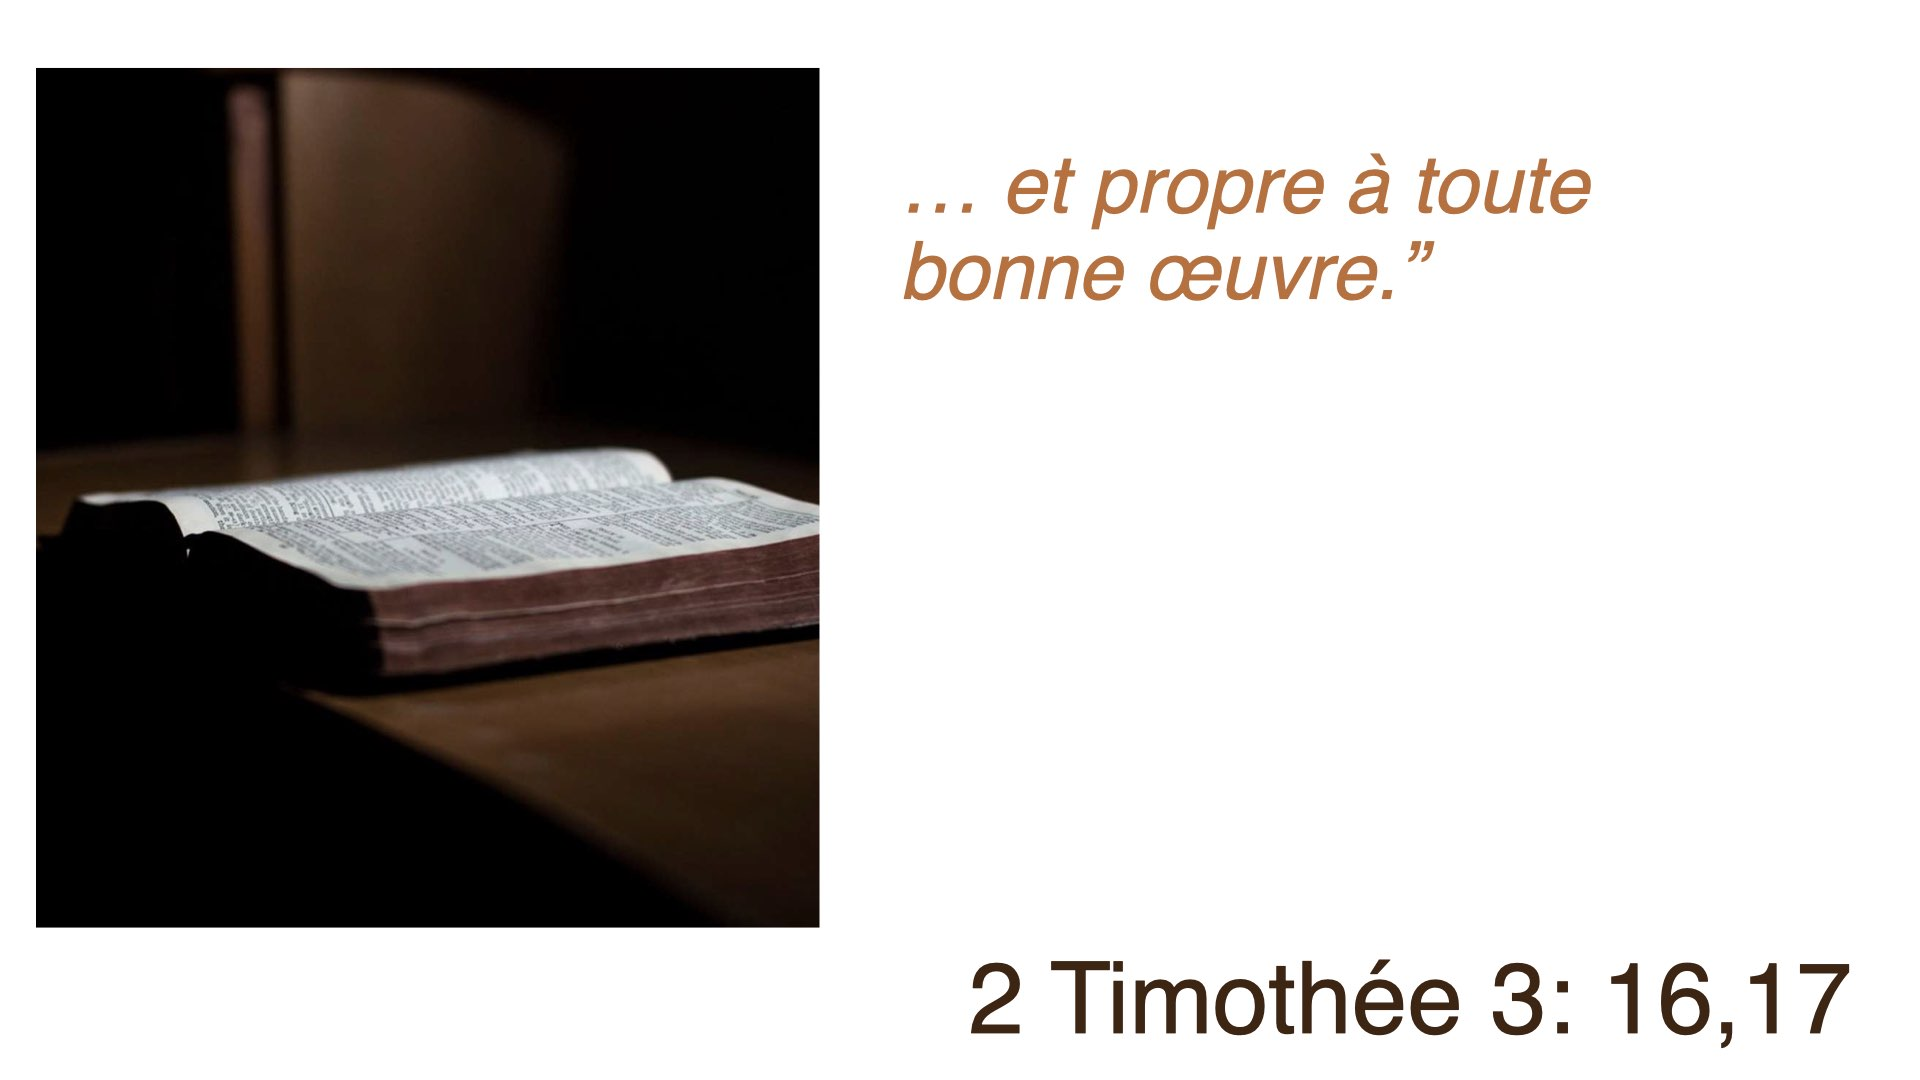 … et propre à toute
bonne œuvre.”
2 Timothée 3: 16,17